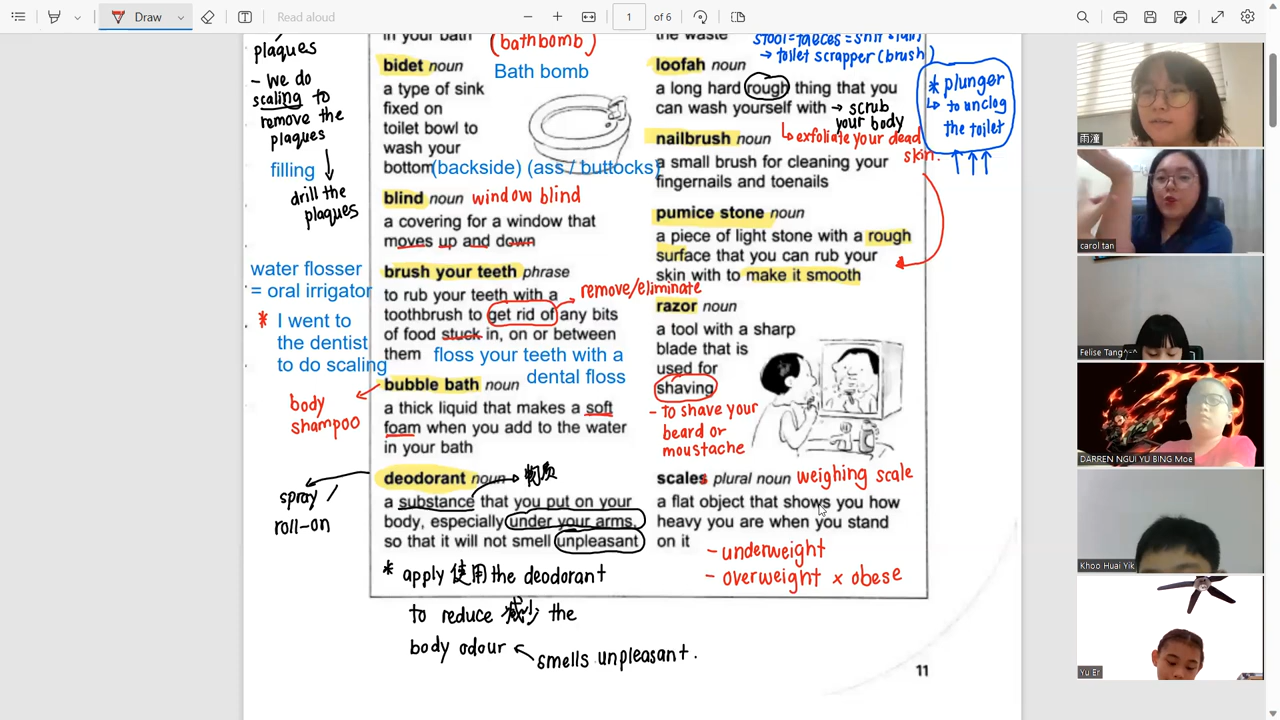 Draw
Read aloud
1
of 6
plaques
- We do
scaling to
remove the
plaques
filling
drill the
plaques
water flosser
= oral irrigator
* I went to
the dentist
to do scaling
body
shampoo
spray /
roll-on
in your bath
(bathbomb)
Bath bomb
bidet noun
a type of sink
fixed on
toilet bowl to
wash your
bottom (backside) (ass / buttocks)
blind noun window blind
a covering for a window that
moves up and down
brush your teeth phrase
to rub your teeth with a
remove/eliminate
toothbrush to get rid of any bits
of food stuck in, on or between
them floss your teeth with a
dental floss
bubble bath noun
a thick liquid that makes a soft
foam when you add to the water
in your bath
deodorant noun → 物质
a substance that you put on your
body, especially under your arms,
so that it will not smell unpleasant
* apply 使用 the deodorant
to reduce 减少 the
body odour
smells unpleasant.
the waste
→ toilet scrapper (brush)
loofah noun
a long hard rough thing that you
can wash yourself with → scrub
your body
exfoliate your dead
skin.
nailbrush noun
a small brush for cleaning your
fingernails and toenails
pumice stone noun
a piece of light stone with a rough
surface that you can rub your
skin with to make it smooth
razor noun
a tool with a sharp
blade that is
used for
shaving
- to shave your
beard or
moustache
scales plural noun weighing scale
a flat object that shows you how
heavy you are when you stand
on it
- underweight
- overweight x obese
* plunger
to unclog
the toilet
11
雨潼
carol tan
Felise Tang^-^
DARREN NGUI YU BING Moe
Khoo Huai Yik
Yu Er